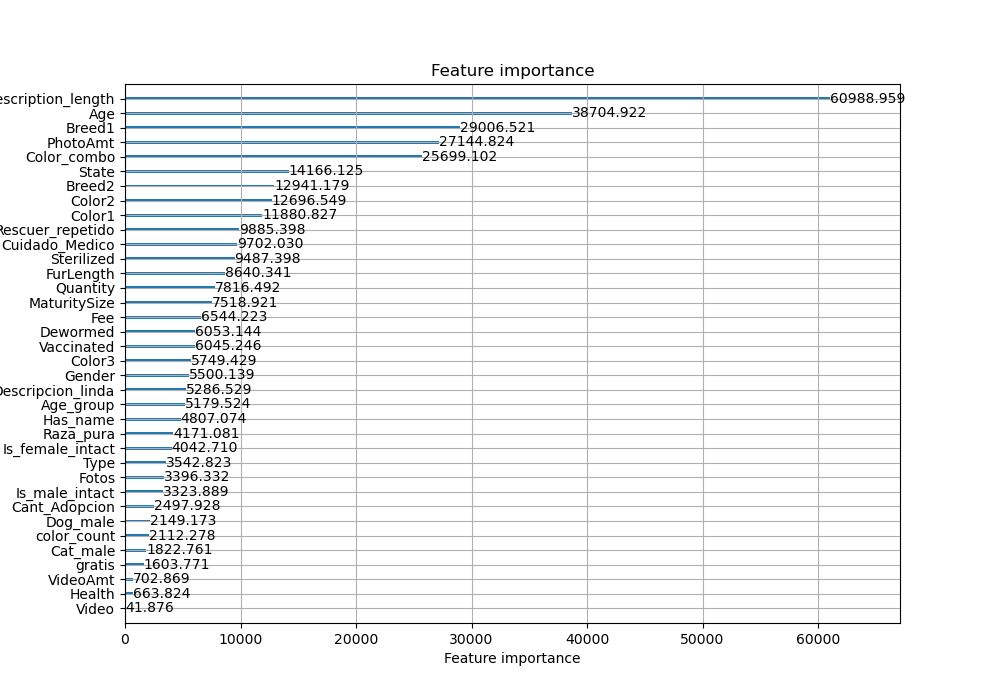 Feature importance
escription_length 60988.959
Age 38704.922
Breed1 29006.521
PhotoAmt 27144.824
Color_combo 25699.102
State 14166.125
Breed2 12941.179
Color2 12696.549
Color1 11880.827
Rescuer_repetido 9885.398
Cuidado_Medico 9702.030
Sterilized 9487.398
FurLength 8640.341
Quantity 7816.492
MaturitySize 7518.921
Fee 6544.223
Dewormed 6053.144
Vaccinated 6045.246
Color3 5749.429
Gender 5500.139
Descripcion_linda 5286.529
Age_group 5179.524
Has_name 4807.074
Raza_pura 4171.081
Is_female_intact 4042.710
Type 3542.823
Fotos 3396.332
Is_male_intact 3323.889
Cant_Adopcion 2497.928
Dog_male 2149.173
color_count 2112.278
Cat_male 1822.761
gratis 1603.771
VideoAmt 702.869
Health 663.824
Video 41.876
0 10000 20000 30000 40000 50000 60000
Feature importance